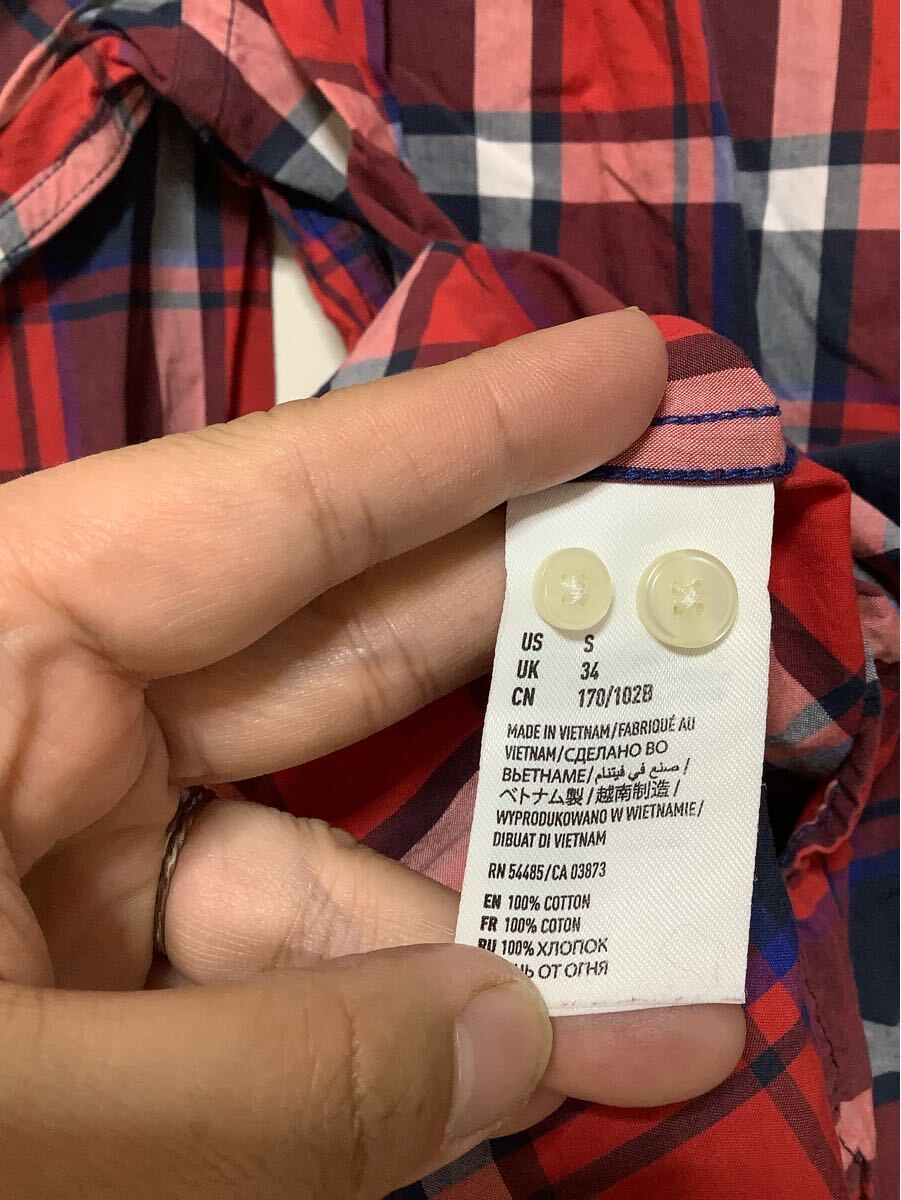 US S
UK 34
CN 170/102B
MADE IN VIETNAM/FABRIQUÉ AU
VIETNAM/СДЕЛАНО ВО
ВЬЕТНАМЕ/صنع في فيتنام/
ベトナム製/越南制造/
WYPRODUKOWANO W WIETNAMIE/
DIBUAT DI VIETNAM
RN 54485/CA 03873
EN 100% COTTON
FR 100% COTON
RU 100% ХЛОПОК
ОТ ОГНЯ